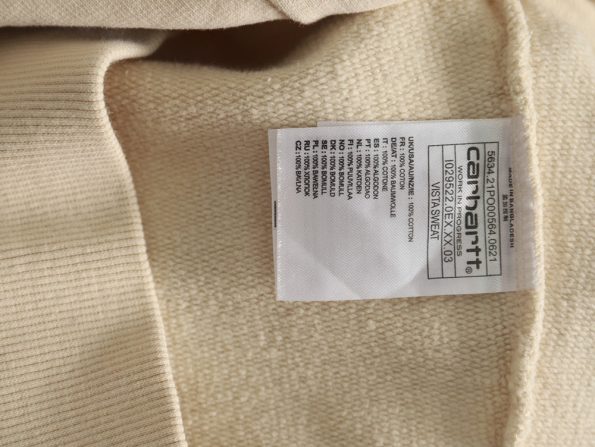 MADE IN BANGLADESH
5634.21PO00564.0621
carhartt®
WORK IN PROGRESS
I029522.0EX.XX.03
VISTA SWEAT
UK/USA/AU/NZ/IE : 100% COTTON
FR : 100% COTON
DE/AT : 100% BAUMWOLLE
IT : 100% COTONE
ES : 100% ALGODON
PT : 100% ALGODAO
NL : 100% KATOEN
FI : 100% PUUVILLAA
NO : 100% BOMULL
DK : 100% BOMULD
SE : 100% BOMULL
PL : 100% BAWEŁNA
RU : 100% ХЛОПОК
CZ : 100% BAVLNA